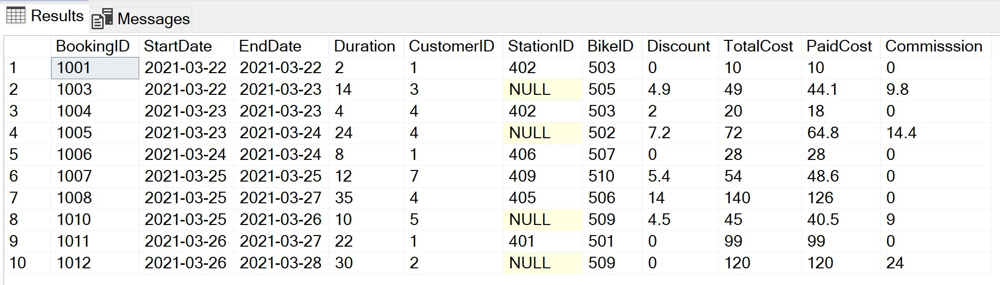 Results Messages
BookingID StartDate EndDate Duration CustomerID StationID BikeID Discount TotalCost PaidCost Commisssion
1 1001 2021-03-22 2021-03-22 2 1 402 503 0 10 10 0
2 1003 2021-03-22 2021-03-23 14 3 NULL 505 4.9 49 44.1 9.8
3 1004 2021-03-23 2021-03-23 4 4 402 503 2 20 18 0
4 1005 2021-03-23 2021-03-24 24 4 NULL 502 7.2 72 64.8 14.4
5 1006 2021-03-24 2021-03-24 8 1 406 507 0 28 28 0
6 1007 2021-03-25 2021-03-25 12 7 409 510 5.4 54 48.6 0
7 1008 2021-03-25 2021-03-27 35 4 405 506 14 140 126 0
8 1010 2021-03-25 2021-03-26 10 5 NULL 509 4.5 45 40.5 9
9 1011 2021-03-26 2021-03-27 22 1 401 501 0 99 99 0
10 1012 2021-03-26 2021-03-28 30 2 NULL 509 0 120 120 24